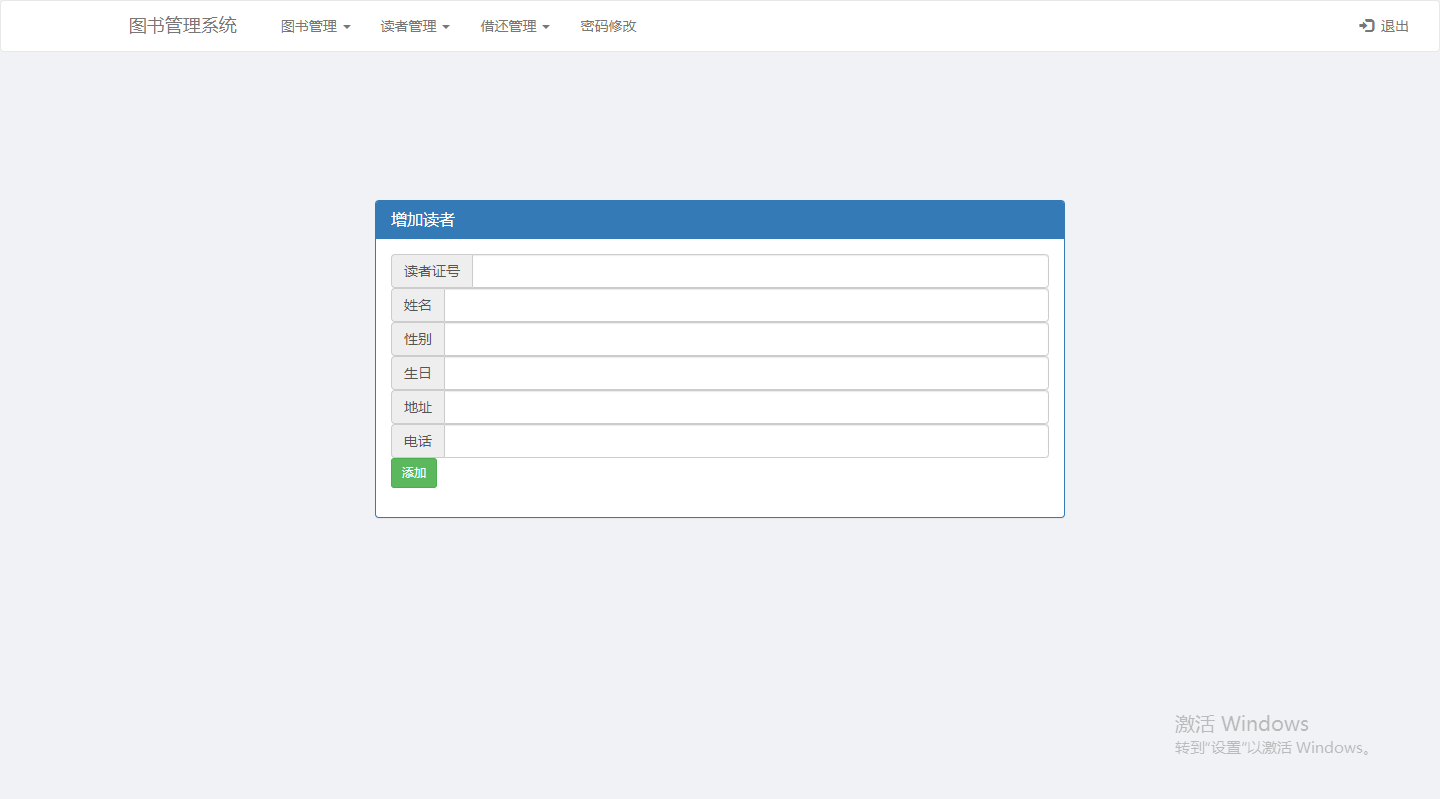 图书管理系统 图书管理 读者管理 借还管理 密码修改 退出
增加读者
读者证号
姓名
性别
生日
地址
电话
添加
激活 Windows
转到"设置"以激活 Windows。